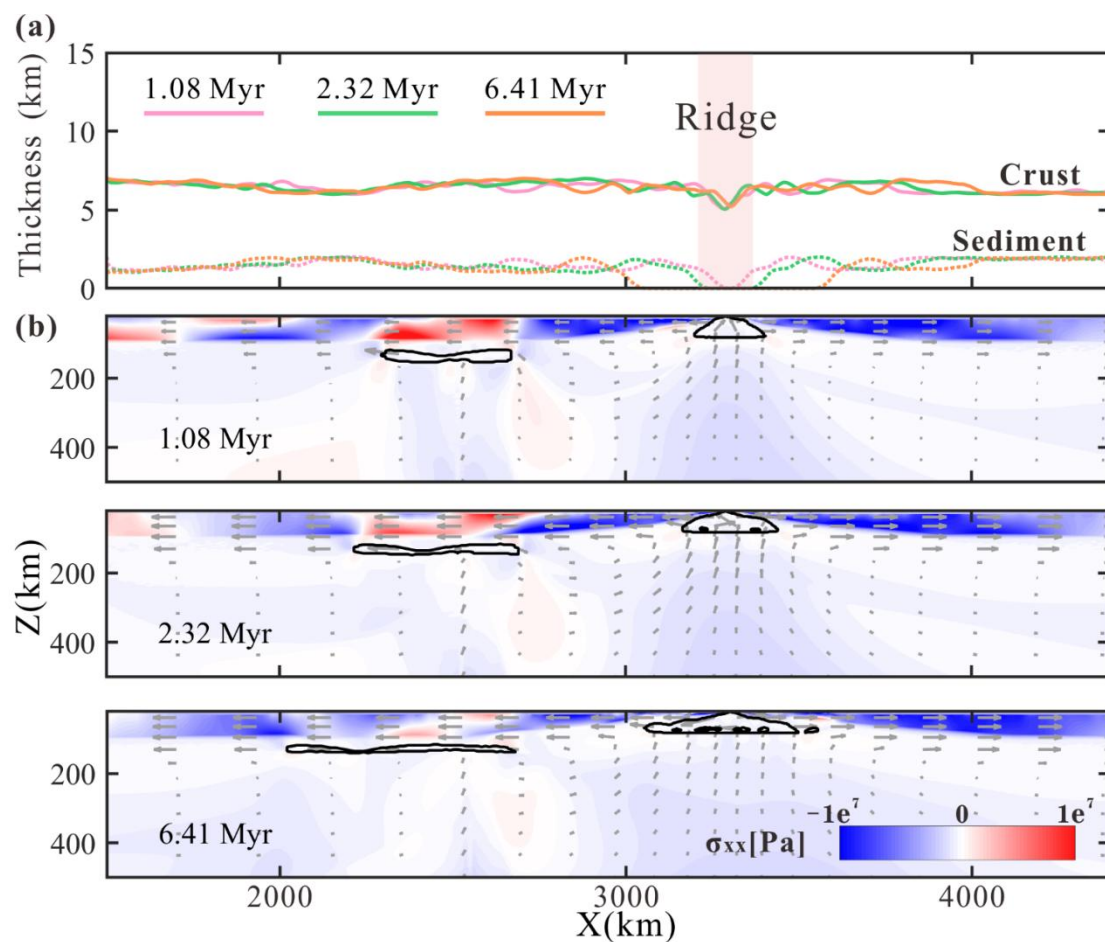 (a)
15
1.08 Myr 2.32 Myr 6.41 Myr
Ridge
10
Thickness (km)
Crust
5
Sediment
0
(b)
200
400
1.08 Myr
200
Z(km)
400
2.32 Myr
200
−1e⁷ 0 10⁷
σxx[Pa]
400
6.41 Myr
2000 3000 4000
X(km)